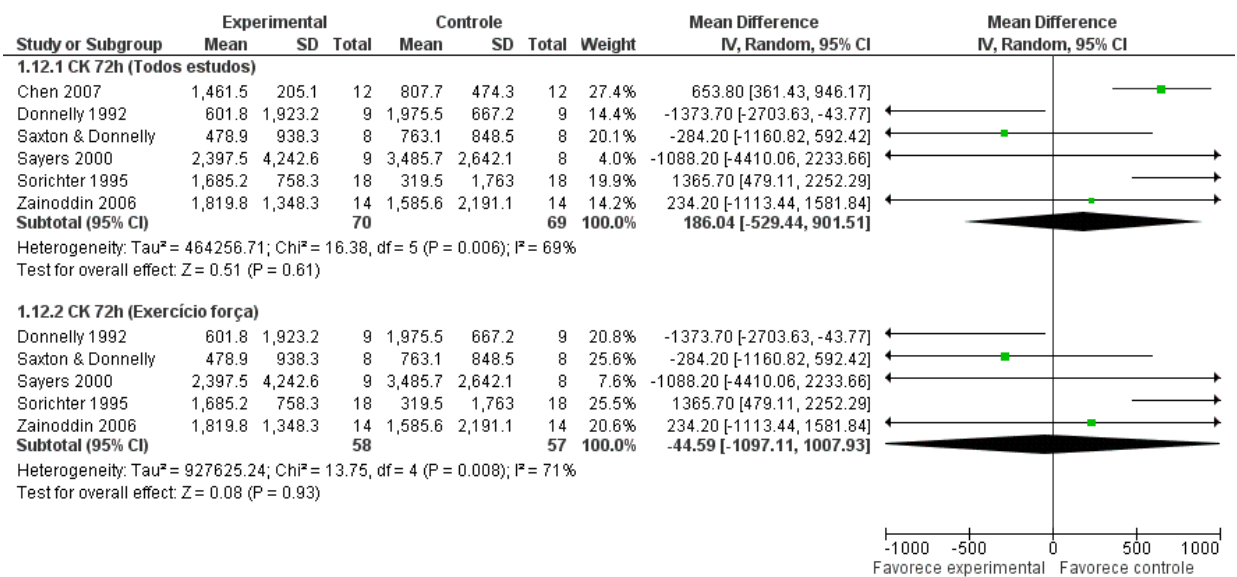 Experimental Controle Mean Difference Mean Difference
Study or Subgroup Mean SD Total Mean SD Total Weight IV, Random, 95% CI IV, Random, 95% CI
1.12.1 CK 72h (Todos estudos)
Chen 2007 1,461.5 205.1 12 807.7 474.3 12 27.4% 653.80 [361.43, 946.17]
Donnelly 1992 601.8 1,923.2 9 1,975.5 667.2 9 14.4% -1373.70 [-2703.63, -43.77]
Saxton & Donnelly 478.9 938.3 8 763.1 848.5 8 20.1% -284.20 [-1160.82, 592.42]
Sayers 2000 2,397.5 4,242.6 9 3,485.7 2,642.1 8 4.0% -1088.20 [-4410.06, 2233.66]
Sorichter 1995 1,685.2 758.3 18 319.5 1,763 18 19.9% 1365.70 [479.11, 2252.29]
Zainoddin 2006 1,819.8 1,348.3 14 1,585.6 2,191.1 14 14.2% 234.20 [-1113.44, 1581.84]
Subtotal (95% CI) 70 69 100.0% 186.04 [-529.44, 901.51]
Heterogeneity: Tau² = 464256.71; Chi² = 16.38, df = 5 (P = 0.006); I² = 69%
Test for overall effect: Z = 0.51 (P = 0.61)
1.12.2 CK 72h (Exercício força)
Donnelly 1992 601.8 1,923.2 9 1,975.5 667.2 9 20.8% -1373.70 [-2703.63, -43.77]
Saxton & Donnelly 478.9 938.3 8 763.1 848.5 8 25.6% -284.20 [-1160.82, 592.42]
Sayers 2000 2,397.5 4,242.6 9 3,485.7 2,642.1 8 7.6% -1088.20 [-4410.06, 2233.66]
Sorichter 1995 1,685.2 758.3 18 319.5 1,763 18 25.5% 1365.70 [479.11, 2252.29]
Zainoddin 2006 1,819.8 1,348.3 14 1,585.6 2,191.1 14 20.6% 234.20 [-1113.44, 1581.84]
Subtotal (95% CI) 58 57 100.0% -44.59 [-1097.11, 1007.93]
Heterogeneity: Tau² = 927625.24; Chi² = 13.75, df = 4 (P = 0.008); I² = 71%
Test for overall effect: Z = 0.08 (P = 0.93)
-1000 -500 0 500 1000
Favorece experimental Favorece controle